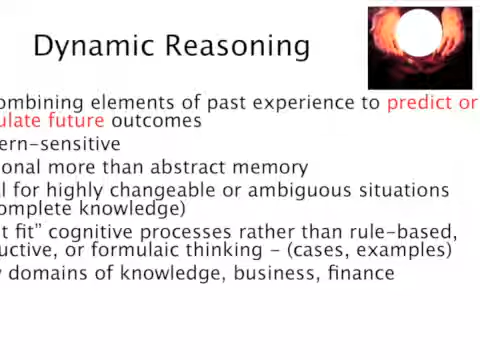 Dynamic Reasoning
ombining elements of past experience to predict or
ulate future outcomes
ern-sensitive
ional more than abstract memory
l for highly changeable or ambiguous situations
omplete knowledge)
t fit” cognitive processes rather than rule-based,
uctive, or formulaic thinking – (cases, examples)
domains of knowledge, business, finance